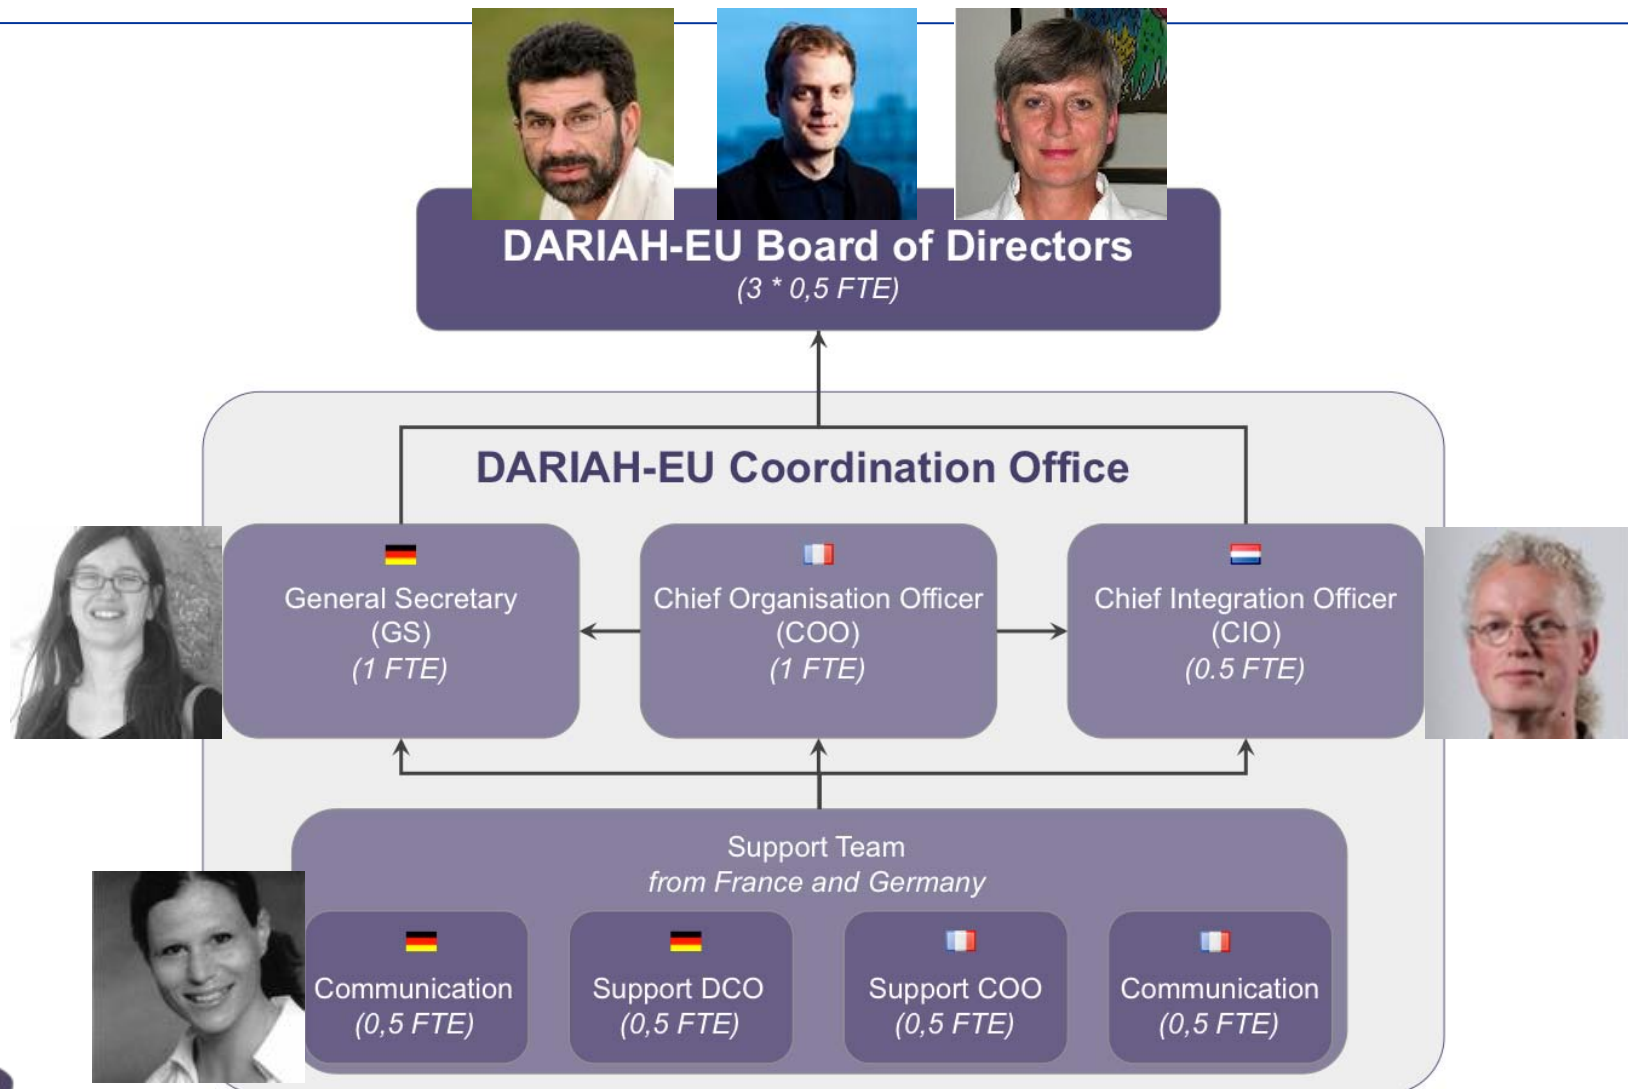 DARIAH-EU Board of Directors
(3 * 0,5 FTE)
DARIAH-EU Coordination Office
General Secretary
(GS)
(1 FTE)
Chief Organisation Officer
(COO)
(1 FTE)
Chief Integration Officer
(CIO)
(0.5 FTE)
Support Team
from France and Germany
Communication
(0,5 FTE)
Support DCO
(0,5 FTE)
Support COO
(0,5 FTE)
Communication
(0,5 FTE)